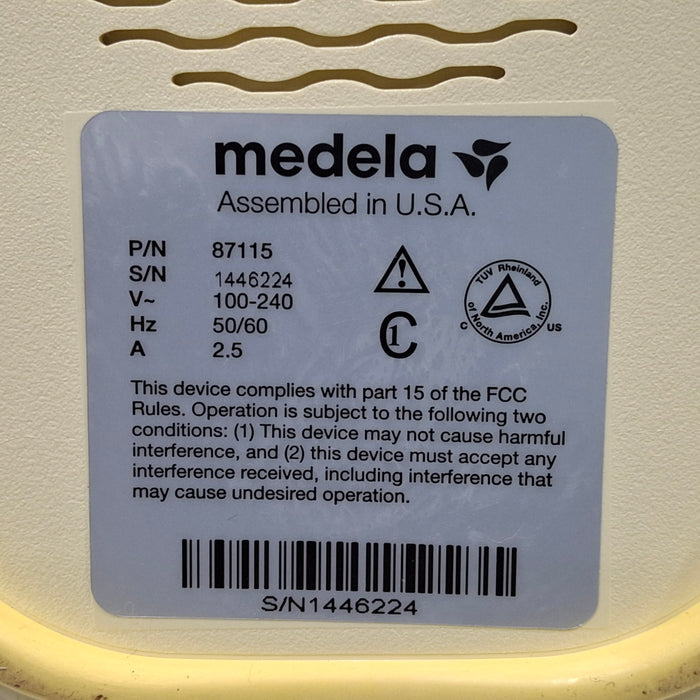 medela
Assembled in U.S.A.
P/N 87115
S/N 1446224
V~ 100-240
Hz 50/60
A 2.5
1
TUV Rheinland
of North America, Inc.
C US
This device complies with part 15 of the FCC
Rules. Operation is subject to the following two
conditions: (1) This device may not cause harmful
interference, and (2) this device must accept any
interference received, including interference that
may cause undesired operation.
S/N1446224